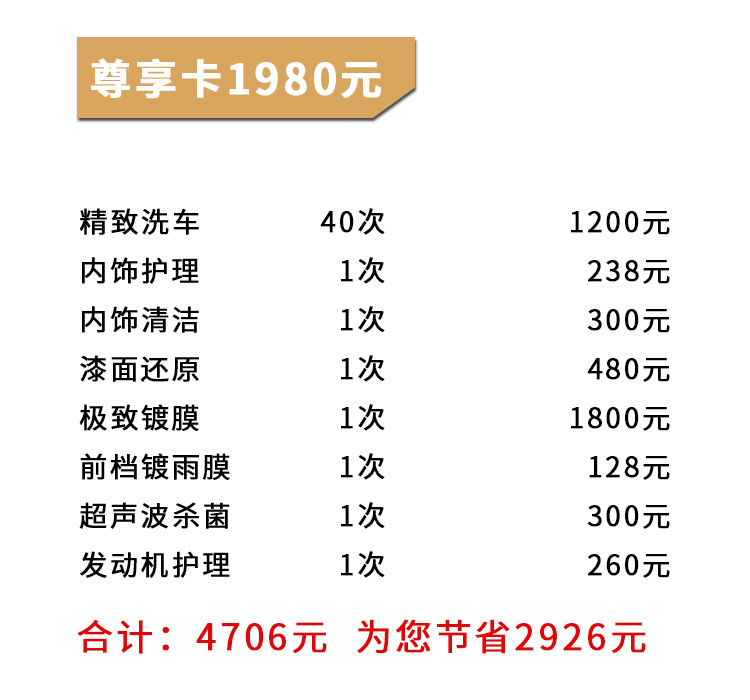 尊享卡1980元
精致洗车 40次 1200元
内饰护理 1次 238元
内饰清洁 1次 300元
漆面还原 1次 480元
极致镀膜 1次 1800元
前档镀雨膜 1次 128元
超声波杀菌 1次 300元
发动机护理 1次 260元
合计：4706元 为您节省2926元